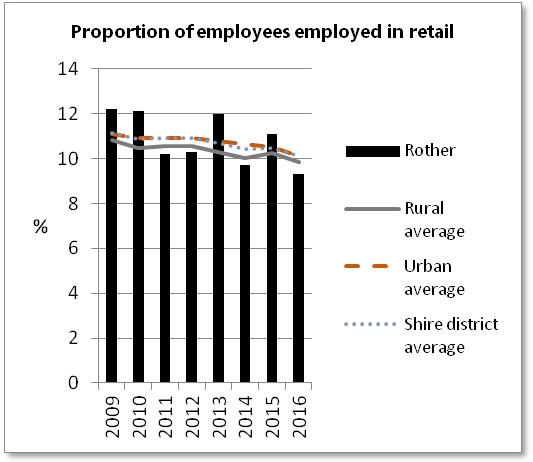 Proportion of employees employed in retail
14
12
10
8
6
4
2
0
%
2009
2010
2011
2012
2013
2014
2015
2016
Rother
Rural
average
Urban
average
Shire district
average